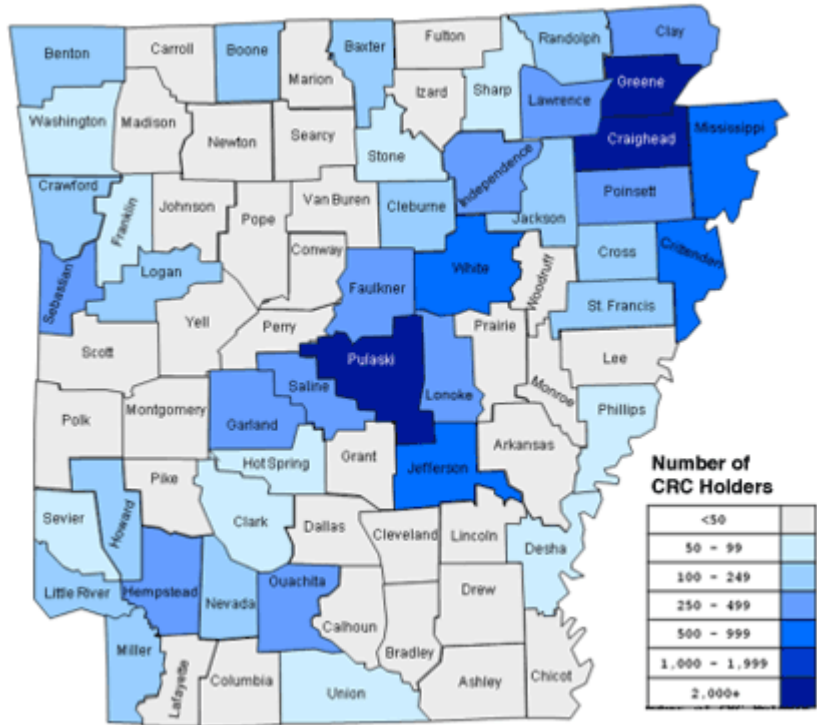 Benton
Carroll
Boone
Marion
Baxter
Fulton
Randolph
Clay
Izard
Sharp
Lawrence
Greene
Washington
Madison
Newton
Searcy
Stone
Independence
Craighead
Mississippi
Crawford
Franklin
Johnson
Pope
Van Buren
Cleburne
Jackson
Poinsett
Conway
Sebastian
Logan
Faulkner
White
Woodruff
Cross
Crittenden
Yell
Perry
Prairie
St. Francis
Scott
Pulaski
Lonoke
Monroe
Lee
Saline
Polk
Montgomery
Garland
Phillips
Hot Spring
Grant
Jefferson
Arkansas
Pike
Sevier
Howard
Clark
Dallas
Cleveland
Lincoln
Desha
Little River
Hempstead
Nevada
Ouachita
Calhoun
Bradley
Drew
Miller
Lafayette
Columbia
Union
Ashley
Chicot
Number of
CRC Holders
<50
50 - 99
100 - 249
250 - 499
500 - 999
1,000 - 1,999
2,000+